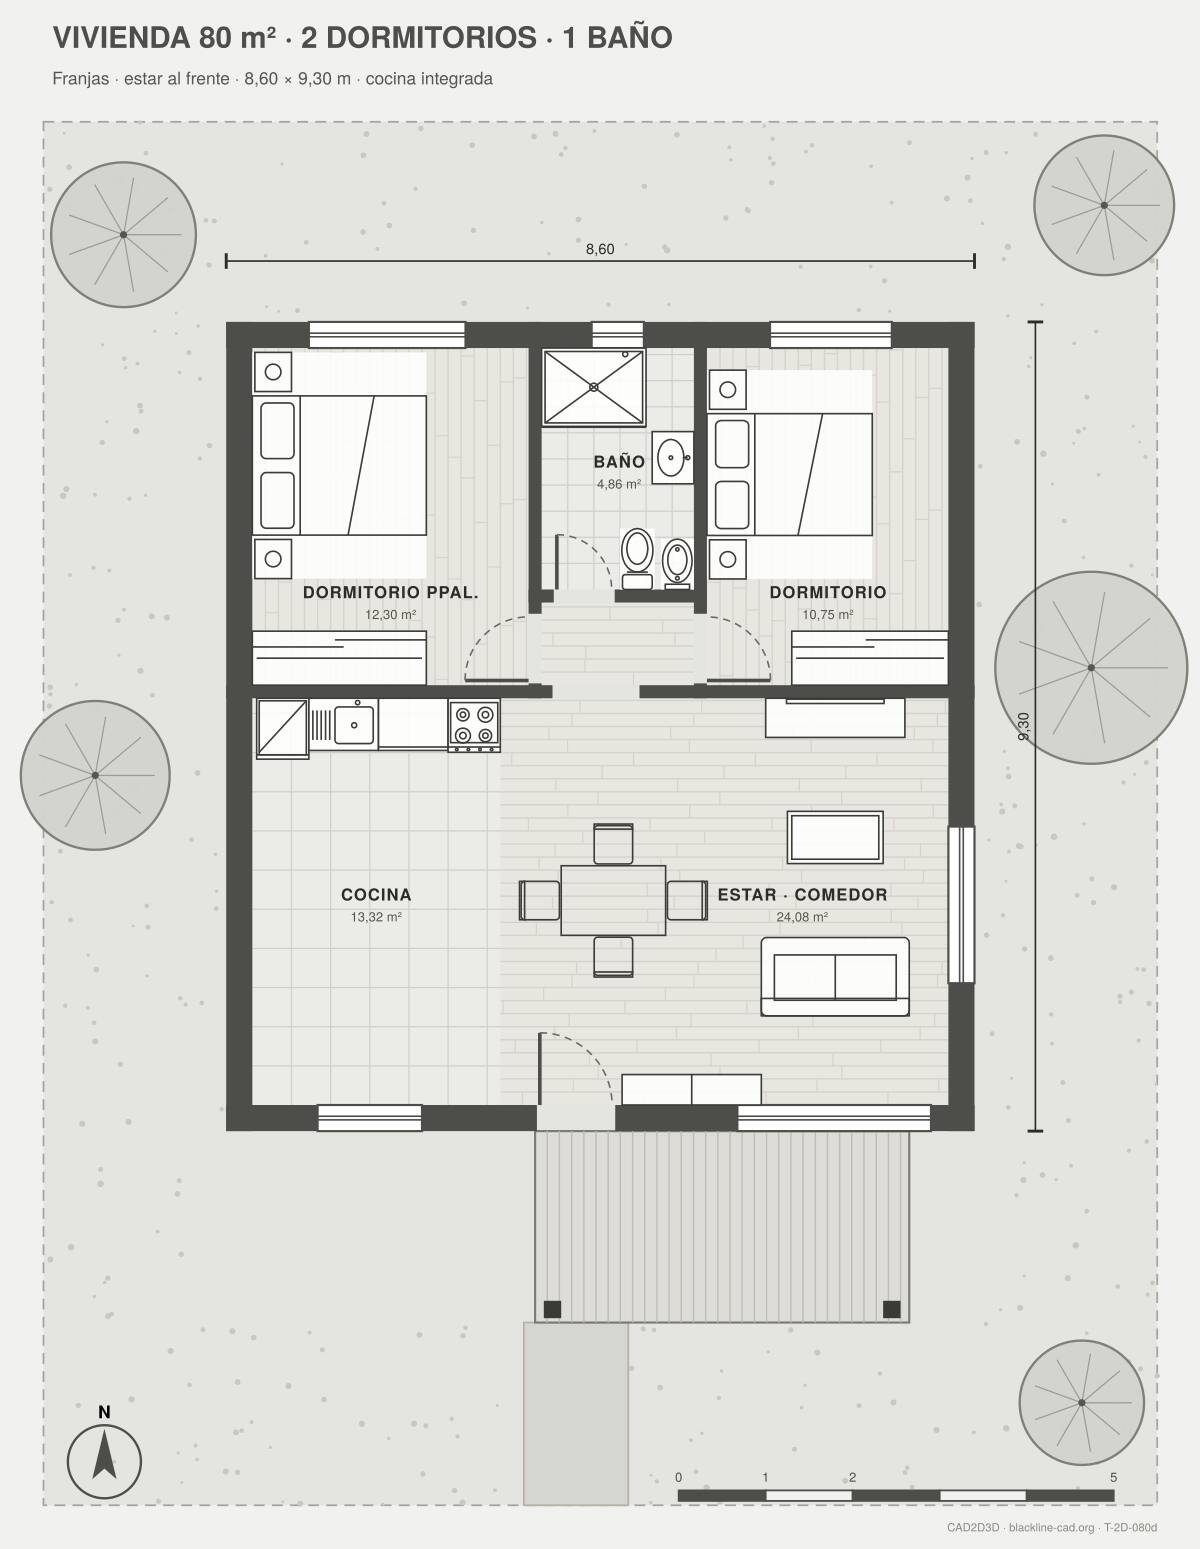 VIVIENDA 80 m² · 2 DORMITORIOS · 1 BAÑO
Franjas · estar al frente · 8,60 × 9,30 m · cocina integrada
8,60
BAÑO
4,86 m²
DORMITORIO PPAL.
12,30 m²
DORMITORIO
10,75 m²
9,30
COCINA
13,32 m²
ESTAR · COMEDOR
24,08 m²
N
0 1 2 5
CAD2D3D · blackline-cad.org · T-2D-080d